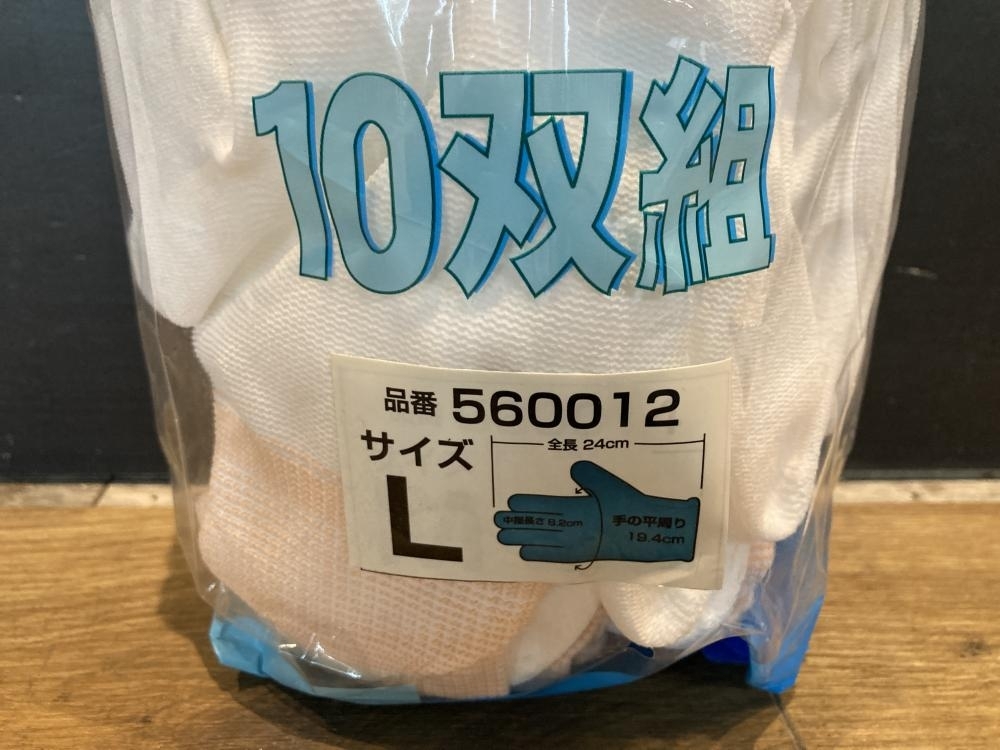 10双組
品番 560012
サイズ
L
全長 24cm
中指長さ 8.2cm
手の平周り
19.4cm